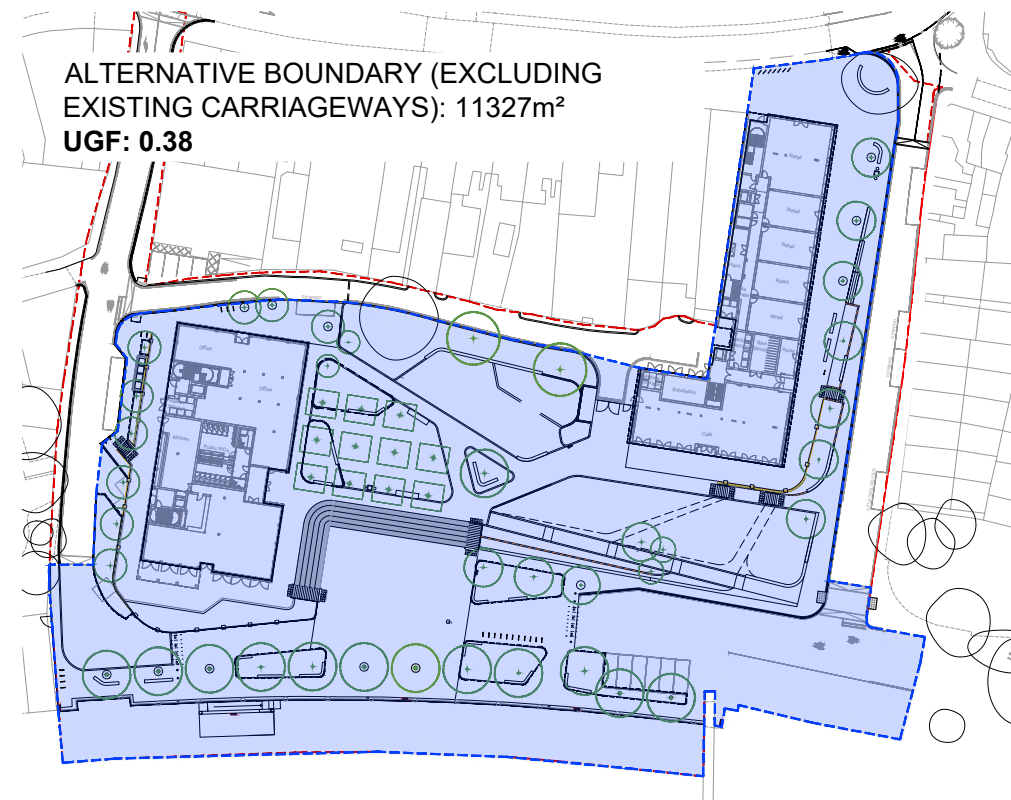 ALTERNATIVE BOUNDARY (EXCLUDING
EXISTING CARRIAGEWAYS): 11327m²
UGF: 0.38
Retail
Retail
Retail
Retail
Retail
Office
Office
Cafe